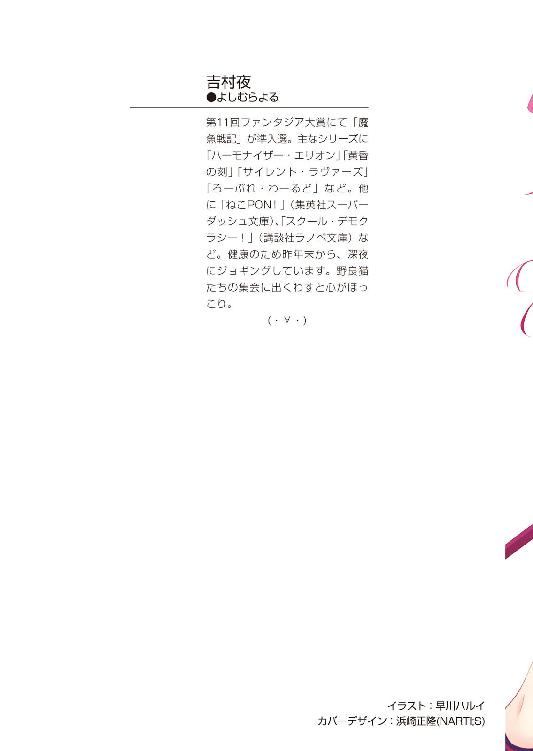 吉村夜
●よしむらよる
第11回ファンタジア大賞にて「魔
魚戦記」が準入選。主なシリーズに
「ハーモナイザー・エリオン」「黄昏
の刻」「サイレント・ラヴァーズ」
「ろーぷれ・わーるど」など。他
に「ねこPON!」(集英社スーパー
ダッシュ文庫)、「スクール・デモク
ラシー!」(講談社ラノベ文庫)な
ど。健康のため昨年末から、深夜
にジョギングしています。野良猫
たちの集会に出くわすと心がほっ
こり。
(・∀・)
イラスト:早川ハルイ
カバーデザイン:浜崎正隆(NARTI;S)